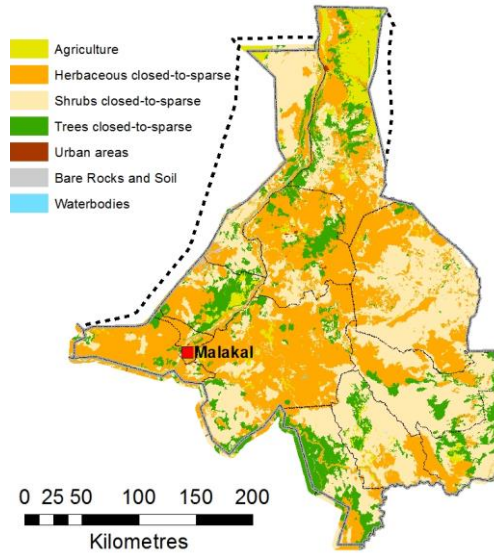 Agriculture
Herbaceous closed-to-sparse
Shrubs closed-to-sparse
Trees closed-to-sparse
Urban areas
Bare Rocks and Soil
Waterbodies
Malakal
0 25 50 100 150 200
Kilometres